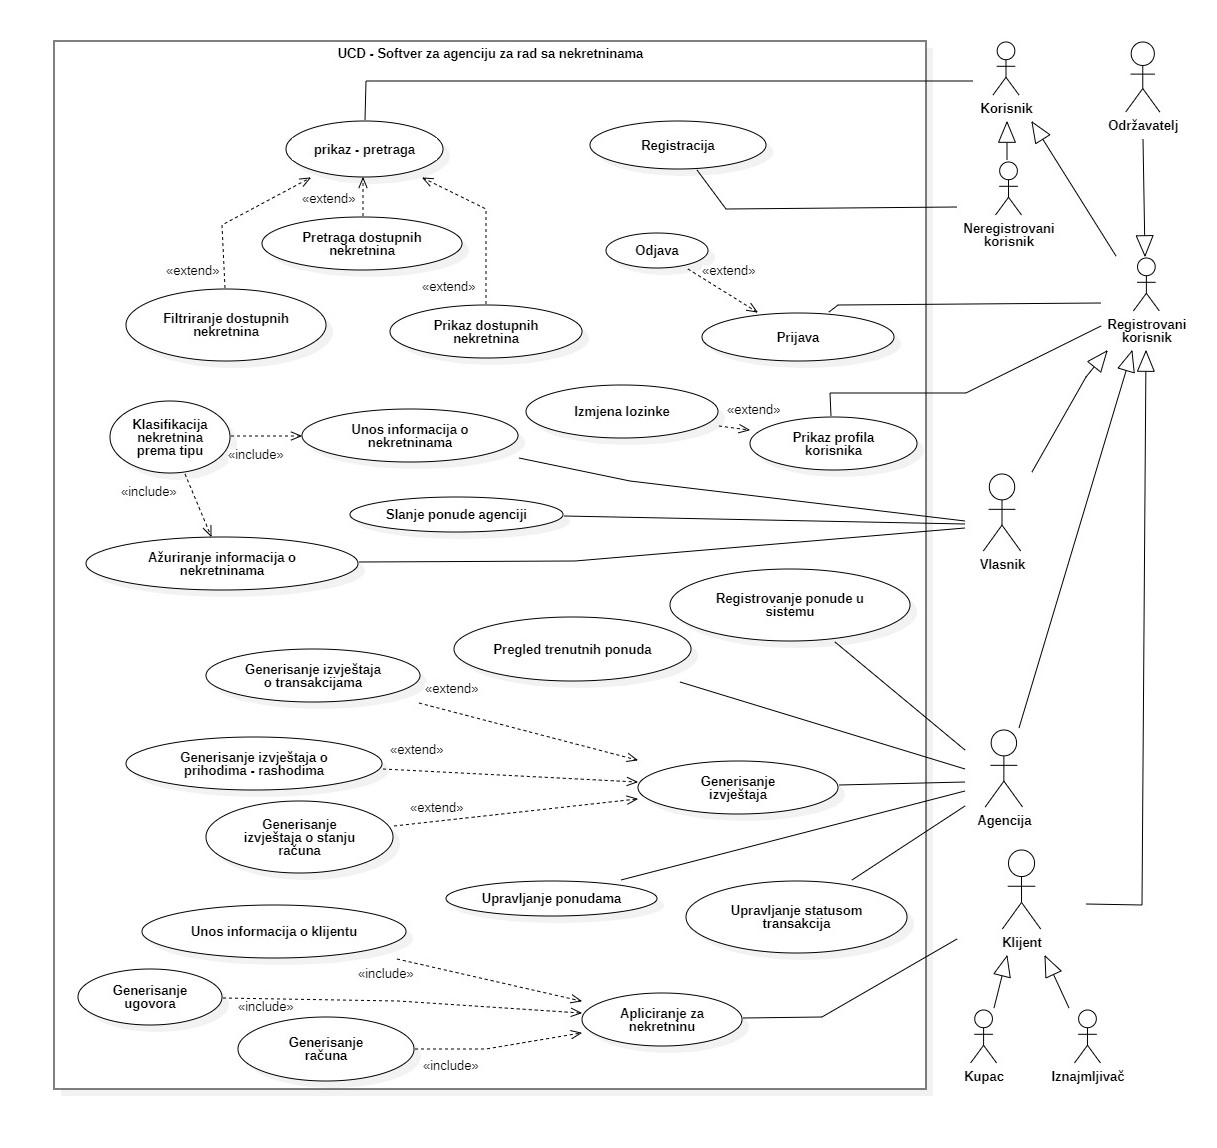 UCD - Softver za agenciju za rad sa nekretninama
Korisnik
Održavatelj
prikaz - pretraga
Registracija
«extend»
Neregistrovani
korisnik
Pretraga dostupnih
nekretnina
Odjava
«extend»
«extend»
«extend»
Filtriranje dostupnih
nekretnina
Prikaz dostupnih
nekretnina
Prijava
Registrovani
korisnik
Klasifikacija
nekretnina
prema tipu
«include»
Unos informacija o
nekretninama
Izmjena lozinke
«extend»
Prikaz profila
korisnika
«include»
Slanje ponude agenciji
Ažuriranje informacija o
nekretninama
Vlasnik
Registrovanje ponude u
sistemu
Pregled trenutnih ponuda
Generisanje izvještaja
o transakcijama
«extend»
Generisanje izvještaja o
prihodima - rashodima
«extend»
Generisanje
izvještaja
Generisanje
izvještaja o stanju
računa
«extend»
Agencija
Upravljanje ponudama
Upravljanje statusom
transakcija
Unos informacija o klijentu
Klijent
«include»
Generisanje
ugovora
«include»
Apliciranje za
nekretninu
Generisanje
računa
«include»
Kupac
Iznajmljivač